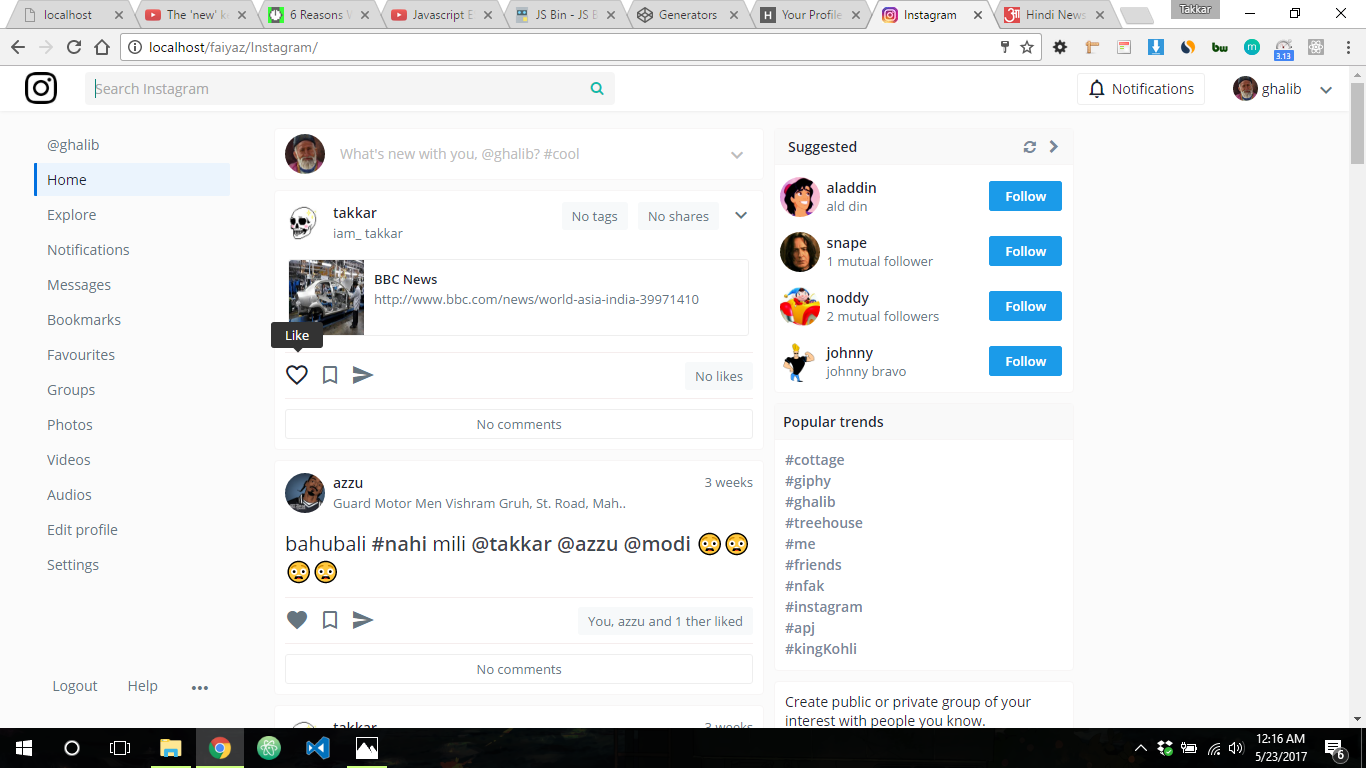 localhost
The 'new' k
6 Reasons
Javascript E
JS Bin - JS B
Generators
Your Profile
Instagram
Hindi News
Takkar
localhost/faiyaz/Instagram/
bw
m
3.13
Search Instagram
Notifications
ghalib
@ghalib
Home
Explore
Notifications
Messages
Bookmarks
Favourites
Groups
Photos
Videos
Audios
Edit profile
Settings
Logout
Help
What's new with you, @ghalib? #cool
takkar
iam_ takkar
No tags
No shares
BBC News
http://www.bbc.com/news/world-asia-india-39971410
Like
No likes
No comments
azzu
3 weeks
Guard Motor Men Vishram Gruh, St. Road, Mah..
bahubali #nahi mili @takkar @azzu @modi 😳😳
😳😳
You, azzu and 1 ther liked
No comments
takkar
3 weeks
Suggested
aladdin
ald din
Follow
snape
1 mutual follower
Follow
noddy
2 mutual followers
Follow
johnny
johnny bravo
Follow
Popular trends
#cottage
#giphy
#ghalib
#treehouse
#me
#friends
#nfak
#instagram
#apj
#kingKohli
Create public or private group of your
interest with people you know.
12:16 AM
5/23/2017
6